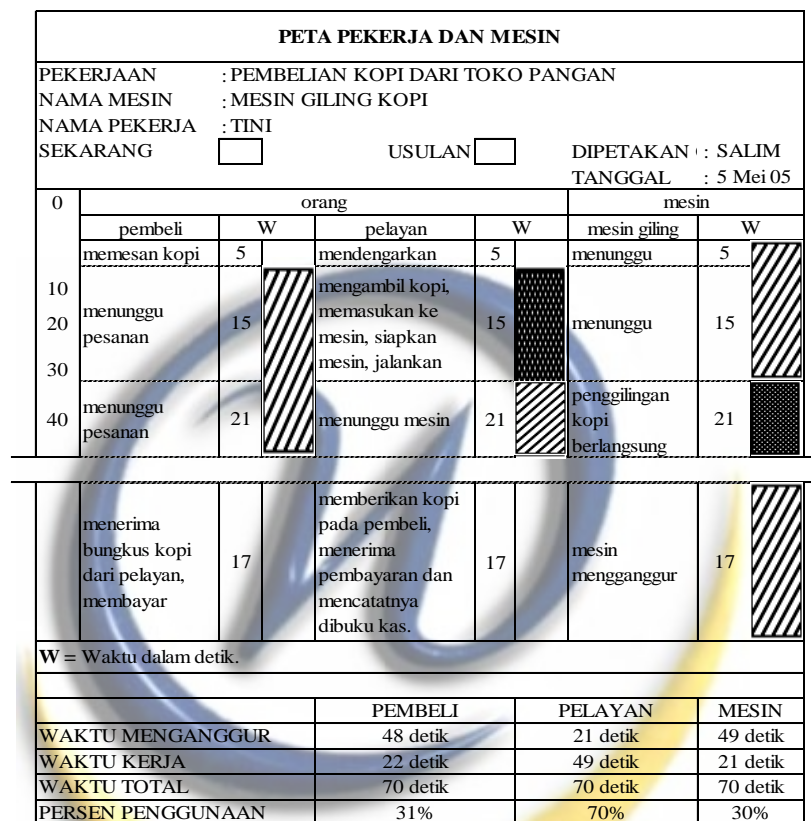 PETA PEKERJA DAN MESIN
PEKERJAAN : PEMBELIAN KOPI DARI TOKO PANGAN
NAMA MESIN : MESIN GILING KOPI
NAMA PEKERJA : TINI
SEKARANG USULAN DIPETAKAN : SALIM
TANGGAL : 5 Mei 05
0 orang mesin
pembeli W pelayan W mesin giling W
memesan kopi 5 mendengarkan 5 menunggu 5
10
20
30
menunggu
pesanan
15
mengambil kopi,
memasukan ke
mesin, siapkan
mesin, jalankan
15
menunggu
15
40
menunggu
pesanan
21
menunggu mesin
21
penggilingan
kopi
berlangsung
21
menerima
bungkus kopi
dari pelayan,
membayar
17
memberikan kopi
pada pembeli,
menerima
pembayaran dan
mencatatnya
dibuku kas.
17
mesin
mengganggur
17
W = Waktu dalam detik.
PEMBELI PELAYAN MESIN
WAKTU MENGANGGUR 48 detik 21 detik 49 detik
WAKTU KERJA 22 detik 49 detik 21 detik
WAKTU TOTAL 70 detik 70 detik 70 detik
PERSEN PENGGUNAAN 31% 70% 30%